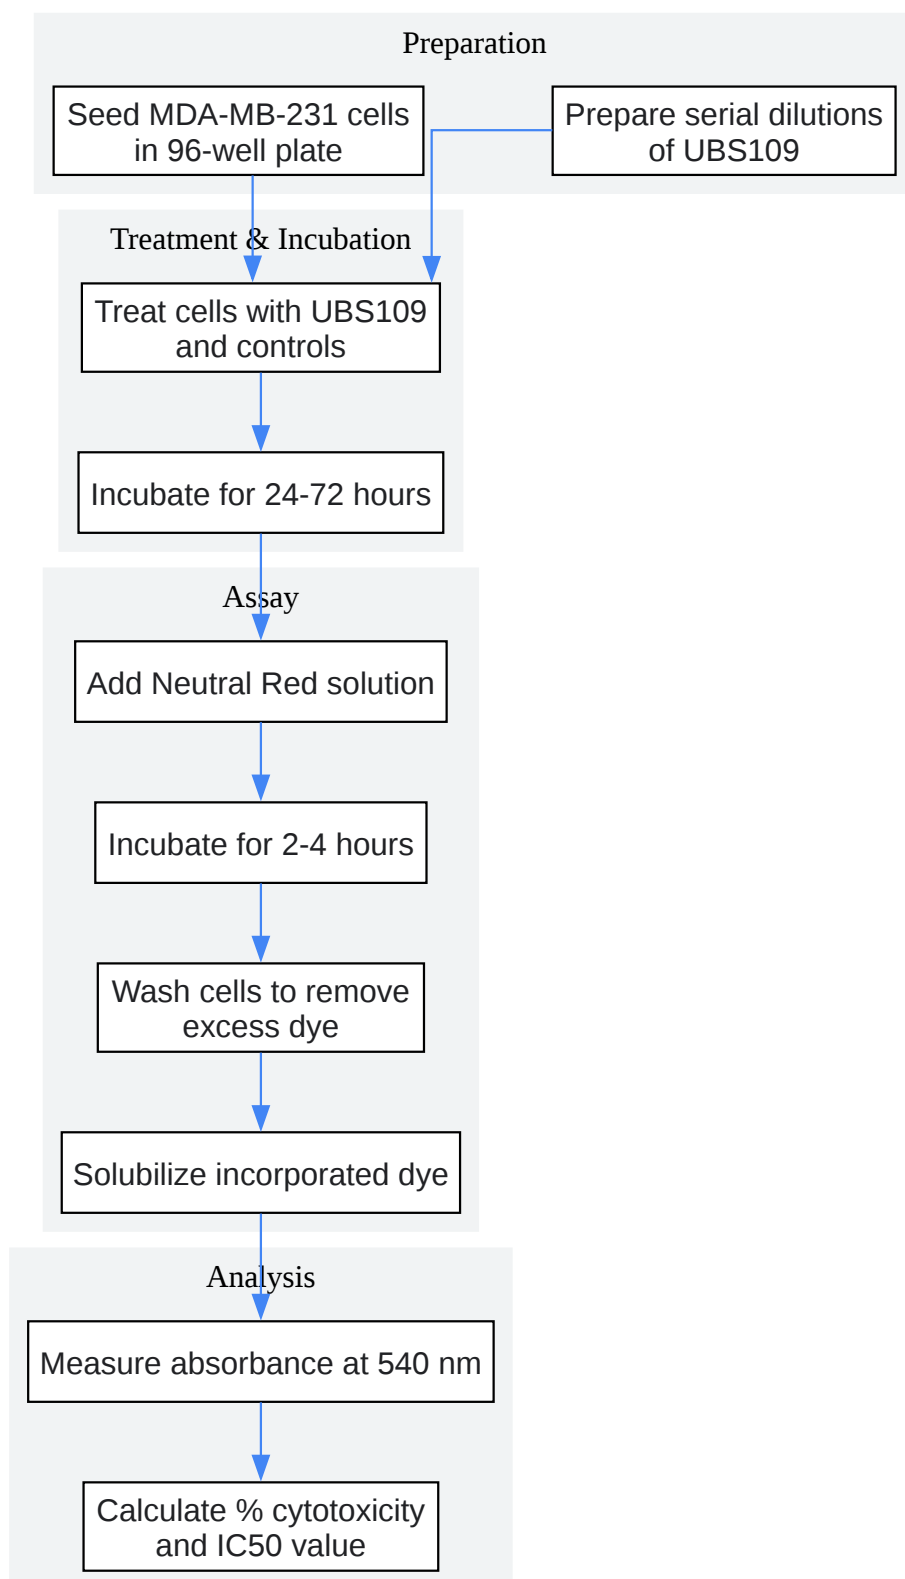 Preparation
Seed MDA-MB-231 cells
in 96-well plate
Prepare serial dilutions
of UBS109
Treatment & Incubation
Treat cells with UBS109
and controls
Incubate for 24-72 hours
Assay
Add Neutral Red solution
Incubate for 2-4 hours
Wash cells to remove
excess dye
Solubilize incorporated dye
Analysis
Measure absorbance at 540 nm
Calculate % cytotoxicity
and IC50 value